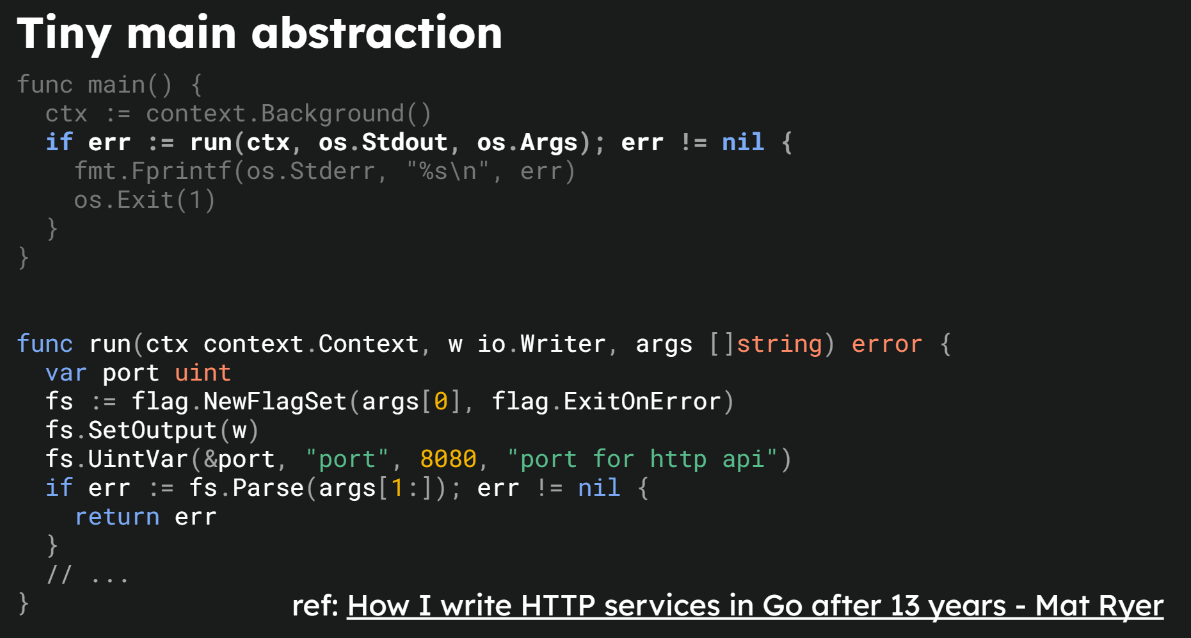 Tiny main abstraction
func main() {
  ctx := context.Background()
  if err := run(ctx, os.Stdout, os.Args); err != nil {
    fmt.Fprintf(os.Stderr, "%s\n", err)
    os.Exit(1)
  }
}
func run(ctx context.Context, w io.Writer, args []string) error {
  var port uint
  fs := flag.NewFlagSet(args[0], flag.ExitOnError)
  fs.SetOutput(w)
  fs.UintVar(&port, "port", 8080, "port for http api")
  if err := fs.Parse(args[1:]); err != nil {
    return err
  }
  // ...
}
ref: How I write HTTP services in Go after 13 years - Mat Ryer